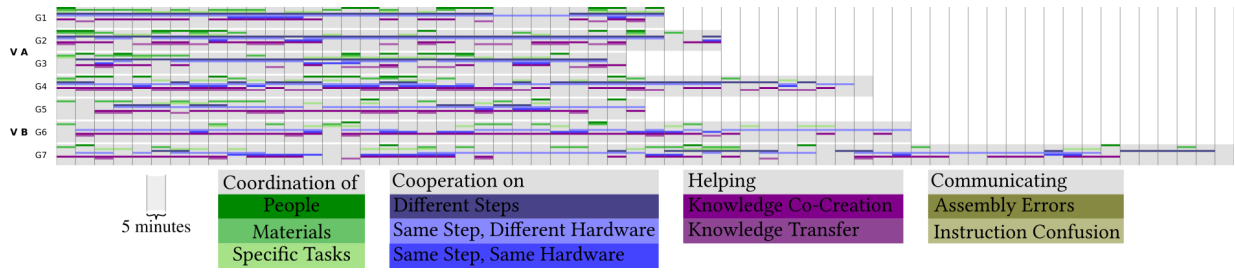 G1
G2
V A
G3
G4
G5
V B
G6
G7
5 minutes
Coordination of
People
Materials
Specific Tasks
Cooperation on
Different Steps
Same Step, Different Hardware
Same Step, Same Hardware
Helping
Knowledge Co-Creation
Knowledge Transfer
Communicating
Assembly Errors
Instruction Confusion